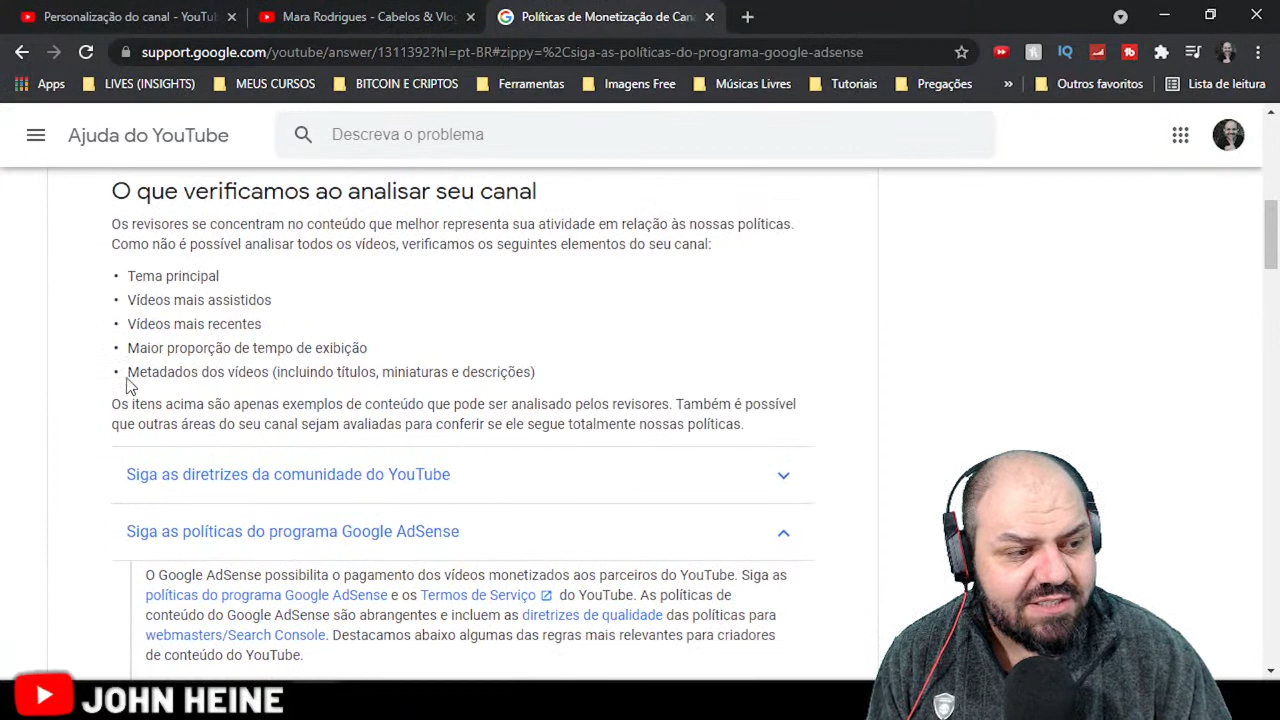 Personalização do canal - YouTu
Mara Rodrigues - Cabelos & Vlog
Políticas de Monetização de Can
support.google.com/youtube/answer/1311392?hl=pt-BR#zippy=%2Csiga-as-políticas-do-programa-google-adsense
Apps LIVES (INSIGHTS) MEUS CURSOS BITCOIN E CRIPTOS Ferramentas Imagens Free Músicas Livres Tutoriais Pregações » Outros favoritos Lista de leitura
Ajuda do YouTube
Descreva o problema
O que verificamos ao analisar seu canal
Os revisores se concentram no conteúdo que melhor representa sua atividade em relação às nossas políticas.
Como não é possível analisar todos os vídeos, verificamos os seguintes elementos do seu canal:
• Tema principal
• Vídeos mais assistidos
• Vídeos mais recentes
• Maior proporção de tempo de exibição
• Metadados dos vídeos (incluindo títulos, miniaturas e descrições)
Os itens acima são apenas exemplos de conteúdo que pode ser analisado pelos revisores. Também é possível
que outras áreas do seu canal sejam avaliadas para conferir se ele segue totalmente nossas políticas.
Siga as diretrizes da comunidade do YouTube
Siga as políticas do programa Google AdSense
O Google AdSense possibilita o pagamento dos vídeos monetizados aos parceiros do YouTube. Siga as
políticas do programa Google AdSense e os Termos de Serviço do YouTube. As políticas de
conteúdo do Google AdSense são abrangentes e incluem as diretrizes de qualidade das políticas para
webmasters/Search Console. Destacamos abaixo algumas das regras mais relevantes para criadores
de conteúdo do YouTube.
JOHN HEINE